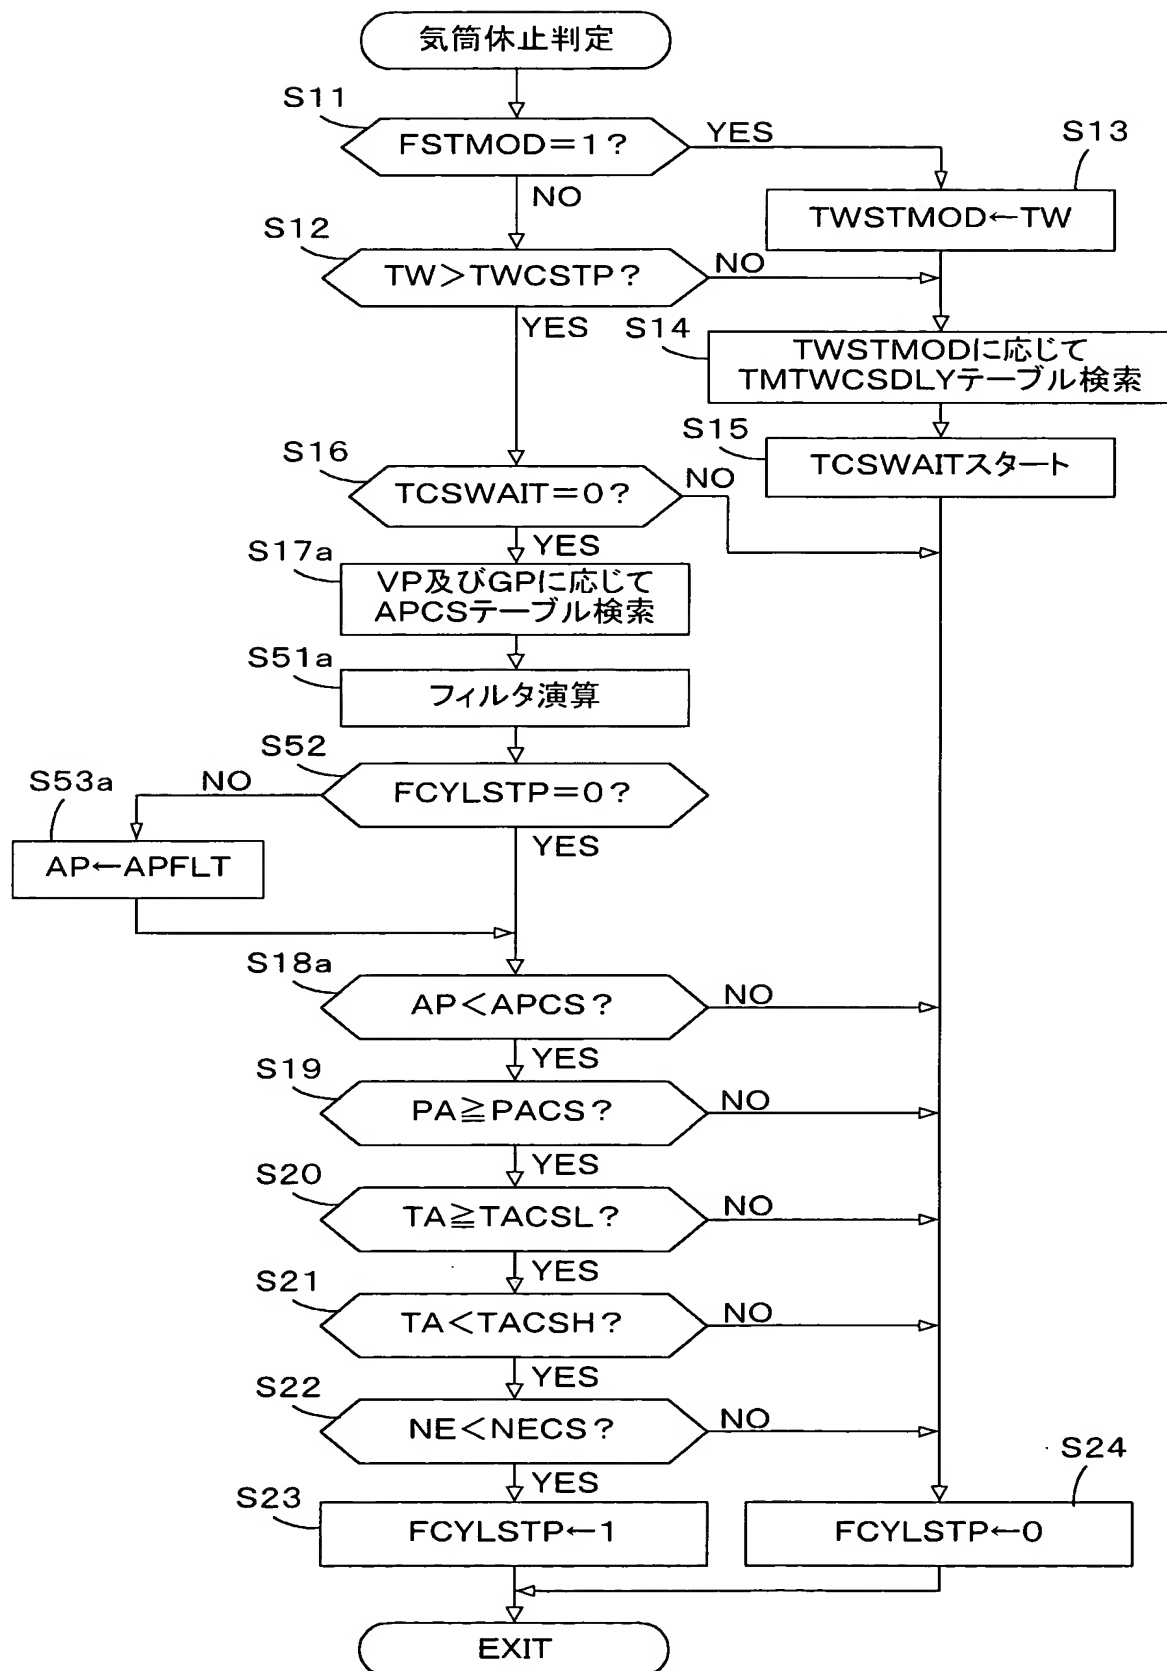 気筒休止判定
S11
FSTMOD=1?
YES
S13
NO
TWSTMOD←TW
S12
TW>TWCSTP?
NO
YES
S14
TWSTMODに応じて
TMTWCSDLYテーブル検索
S15
TCSWAITスタート
S16
TCSWAIT=0?
NO
YES
S17a
VP及びGPに応じて
APCSテーブル検索
S51a
フィルタ演算
S52
FCYLSTP=0?
NO
S53a
YES
AP←APFLT
S18a
AP<APCS?
NO
YES
S19
PA≧PACS?
NO
YES
S20
TA≧TACSL?
NO
YES
S21
TA<TACSH?
NO
YES
S22
NE<NECS?
NO
YES
S24
S23
FCYLSTP←1
FCYLSTP←0
EXIT